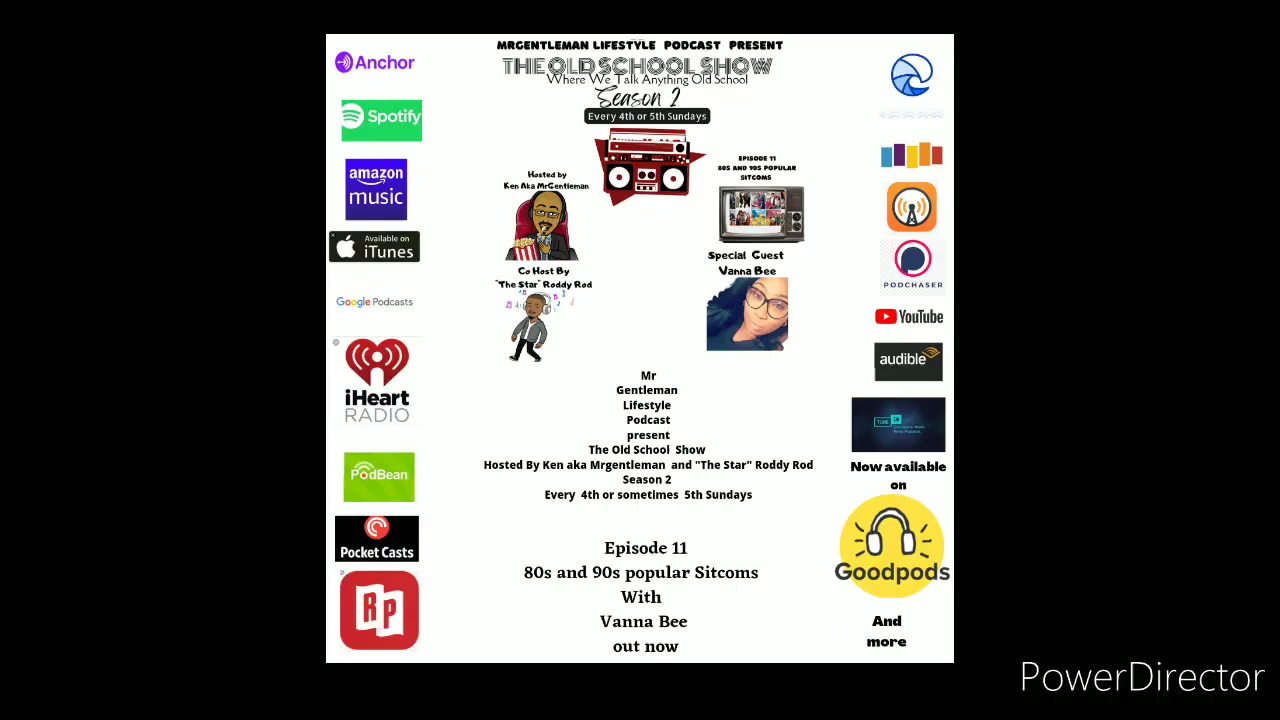 MRGENTLEMAN LIFESTYLE PODCAST PRESENT
THE OLD SCHOOL SHOW
Where We Talk Anything Old School
Season 2
Every 4th or 5th Sundays
Hosted by
Ken Aka MrGentleman
Co Host By
"The Star" Roddy Rod
EPISODE 11
80S AND 90S POPULAR
SITCOMS
Special Guest
Vanna Bee
Mr
Gentleman
Lifestyle
Podcast
present
The Old School Show
Hosted By Ken aka Mrgentleman and "The Star" Roddy Rod
Season 2
Every 4th or sometimes 5th Sundays
Episode 11
80s and 90s popular Sitcoms
With
Vanna Bee
out now
Anchor
Spotify
amazon
music
Available on
iTunes
Google Podcasts
iHeart
RADIO
PodBean
Pocket Casts
RP
PODCHASER
YouTube
audible
TUNE IN
Now available
on
Goodpods
And
more
PowerDirector